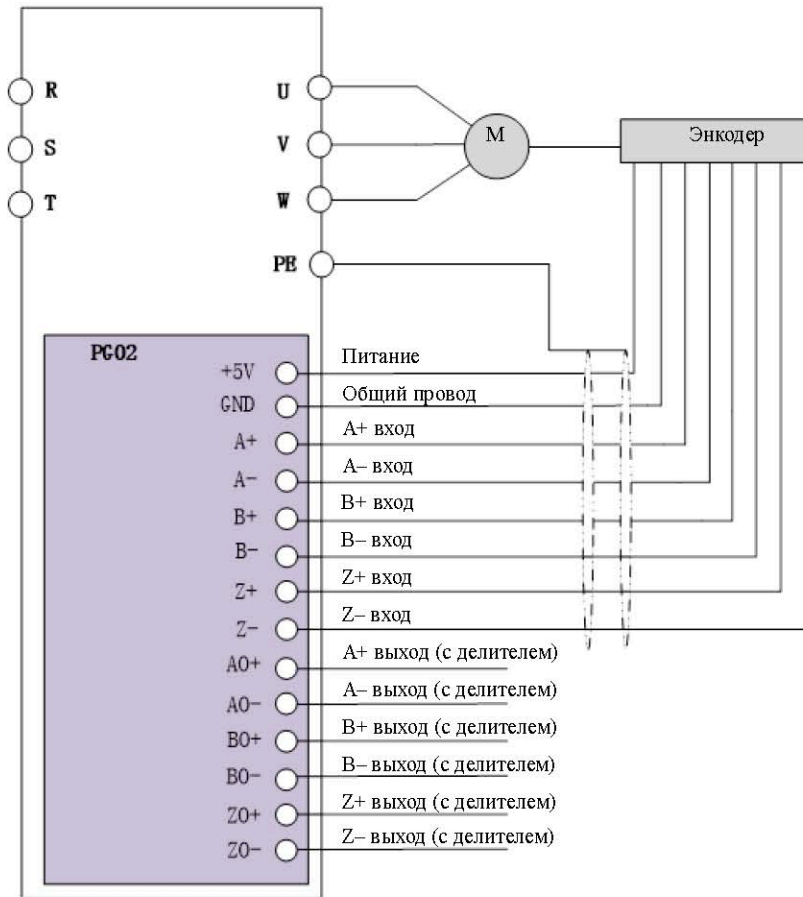 R
U
M
Энкодер
S
V
T
W
PE
PG02
+5V
Питание
GND
Общий провод
A+
A+ вход
A-
A– вход
B+
B+ вход
B-
B– вход
Z+
Z+ вход
Z-
Z– вход
AO+
A+ выход (с делителем)
AO-
A– выход (с делителем)
BO+
B+ выход (с делителем)
BO-
B– выход (с делителем)
ZO+
Z+ выход (с делителем)
ZO-
Z– выход (с делителем)